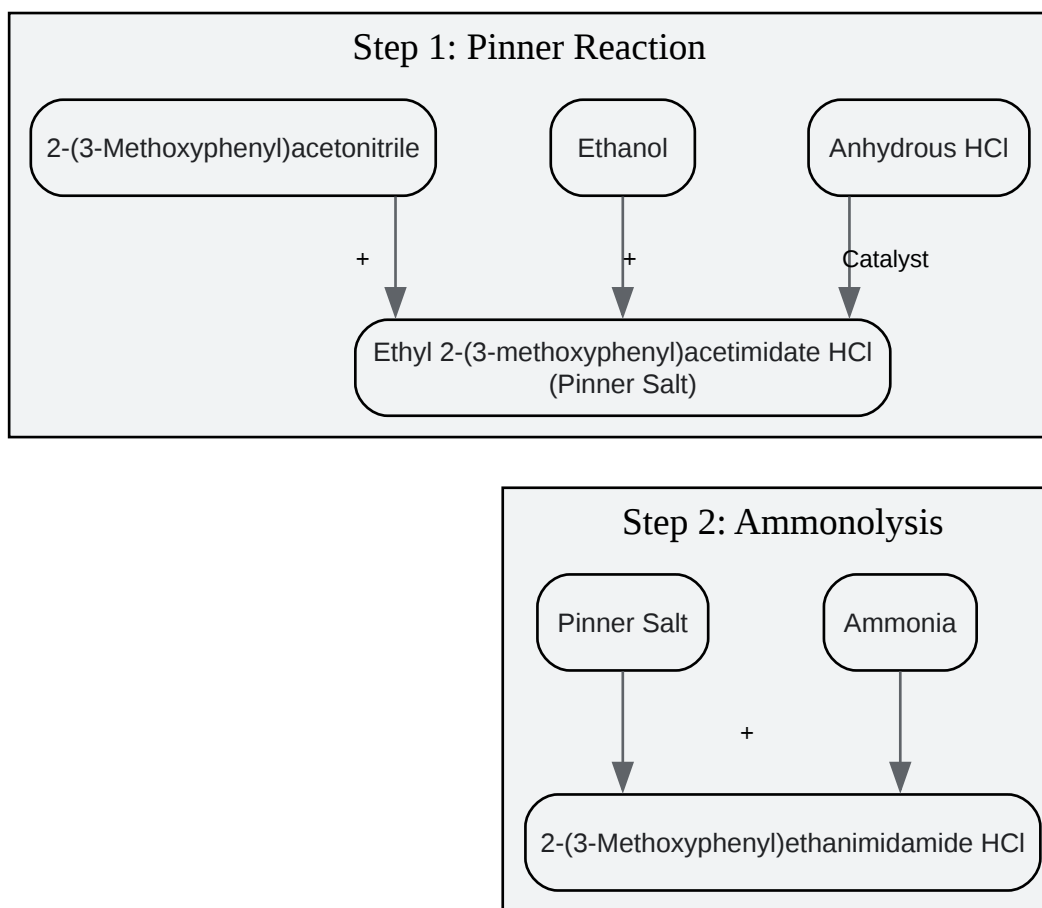 Step 1: Pinner Reaction
2-(3-Methoxyphenyl)acetonitrile
Ethanol
Anhydrous HCl
+
+
Catalyst
Ethyl 2-(3-methoxyphenyl)acetimidate HCl
(Pinner Salt)
Step 2: Ammonolysis
Pinner Salt
Ammonia
+
2-(3-Methoxyphenyl)ethanimidamide HCl